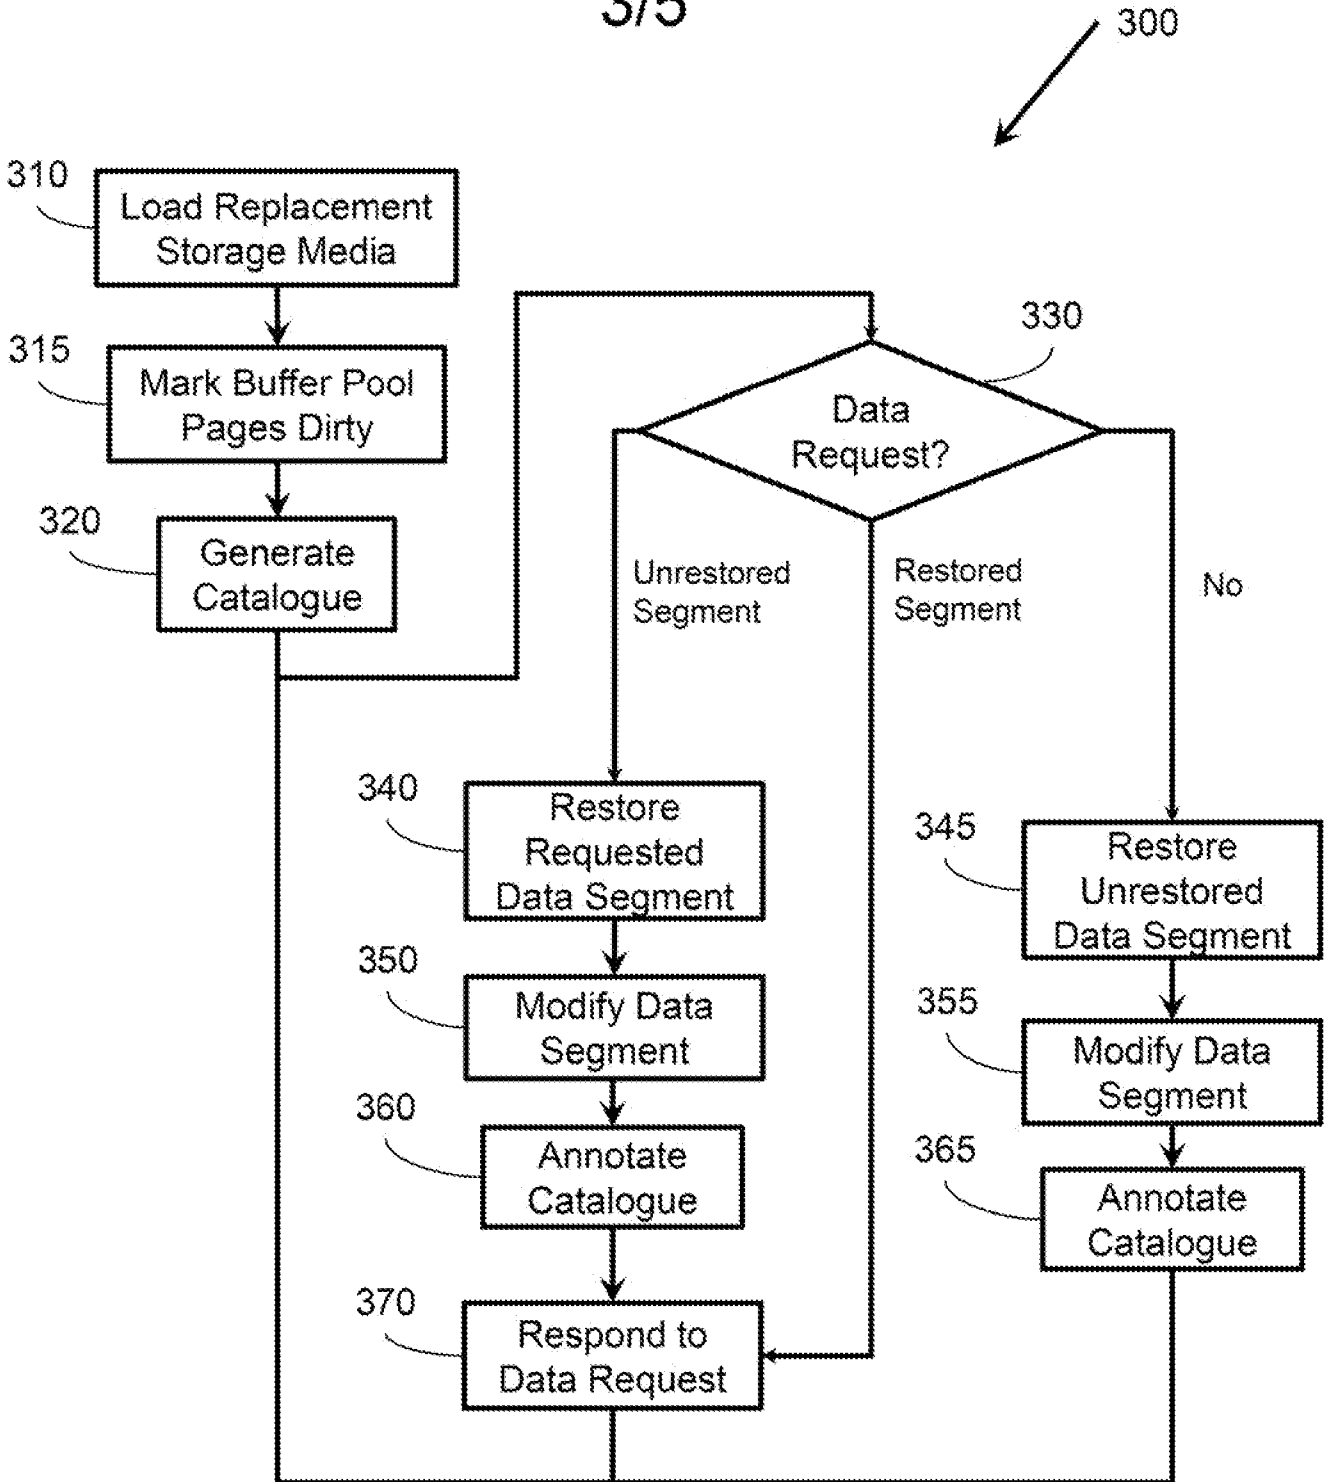 3/5
300
310
Load Replacement
Storage Media
315
Mark Buffer Pool
Pages Dirty
320
Generate
Catalogue
330
Data
Request?
Unrestored
Segment
Restored
Segment
No
340
Restore
Requested
Data Segment
345
Restore
Unrestored
Data Segment
350
Modify Data
Segment
355
Modify Data
Segment
360
Annotate
Catalogue
365
Annotate
Catalogue
370
Respond to
Data Request